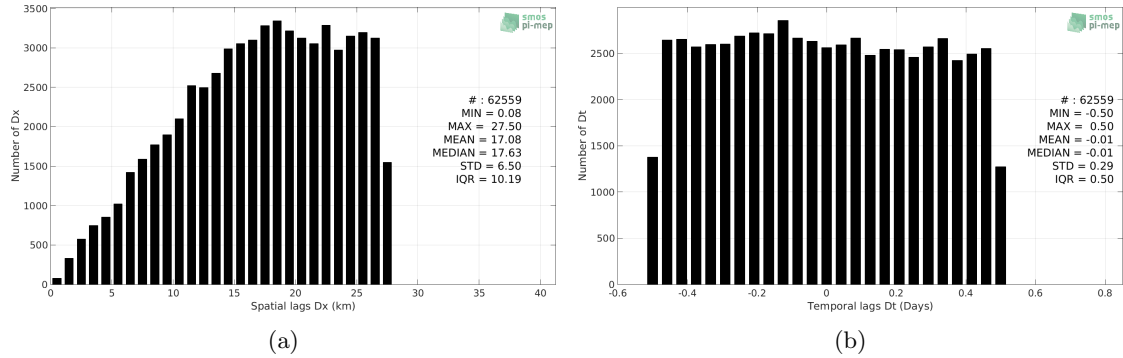 3500
3000
2500
2000
1500
1000
500
0
Number of Dx
0 5 10 15 20 25 30 35 40
Spatial lags Dx (km)
smos
pi-mep
# : 62559
MIN = 0.08
MAX = 27.50
MEAN = 17.08
MEDIAN = 17.63
STD = 6.50
IQR = 10.19
(a)
2500
2000
1500
1000
500
0
Number of Dt
-0.6 -0.4 -0.2 0 0.2 0.4 0.6 0.8
Temporal lags Dt (Days)
smos
pi-mep
# : 62559
MIN = -0.50
MAX = 0.50
MEAN = -0.01
MEDIAN = -0.01
STD = 0.29
IQR = 0.50
(b)